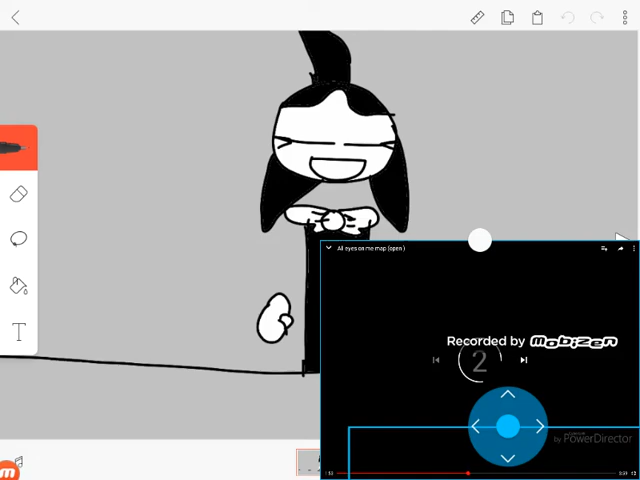 T
All eyes on me map (open )
Recorded by mobizen
2
by PowerDirector